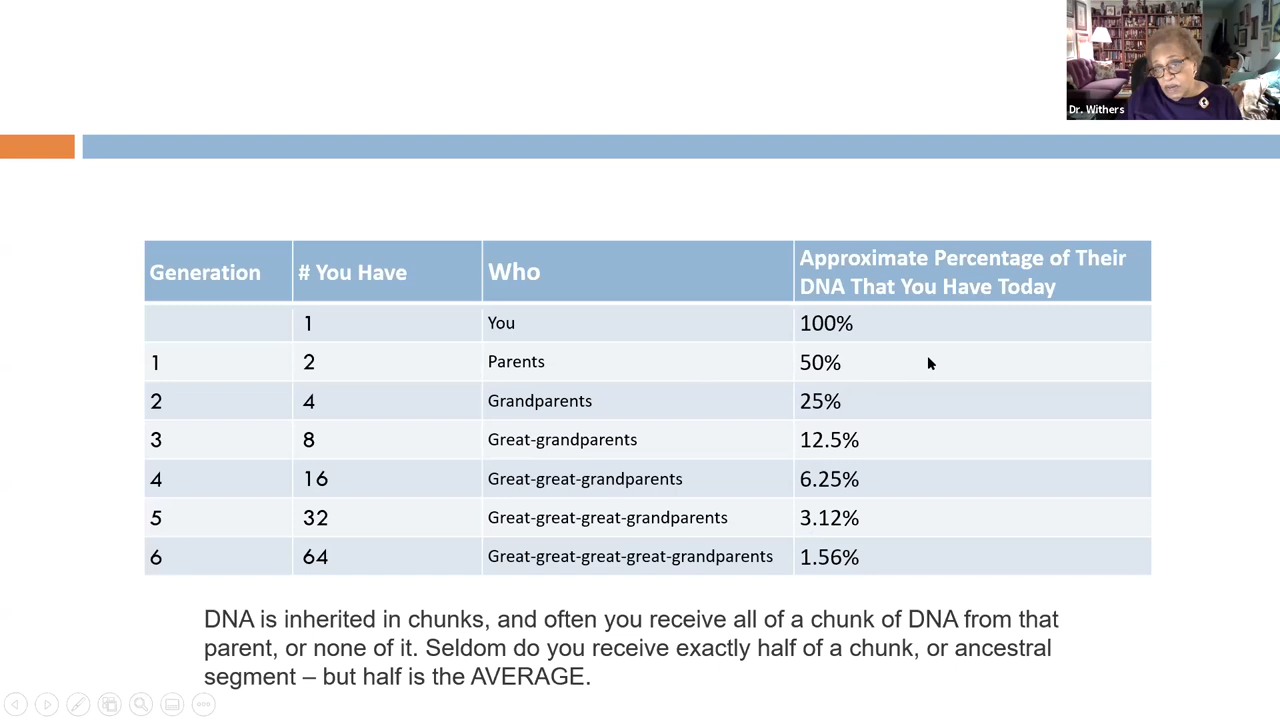 Dr. Withers
Generation # You Have Who Approximate Percentage of Their
DNA That You Have Today
1 You 100%
1 2 Parents 50%
2 4 Grandparents 25%
3 8 Great-grandparents 12.5%
4 16 Great-great-grandparents 6.25%
5 32 Great-great-great-grandparents 3.12%
6 64 Great-great-great-great-grandparents 1.56%
DNA is inherited in chunks, and often you receive all of a chunk of DNA from that
parent, or none of it. Seldom do you receive exactly half of a chunk, or ancestral
segment – but half is the AVERAGE.